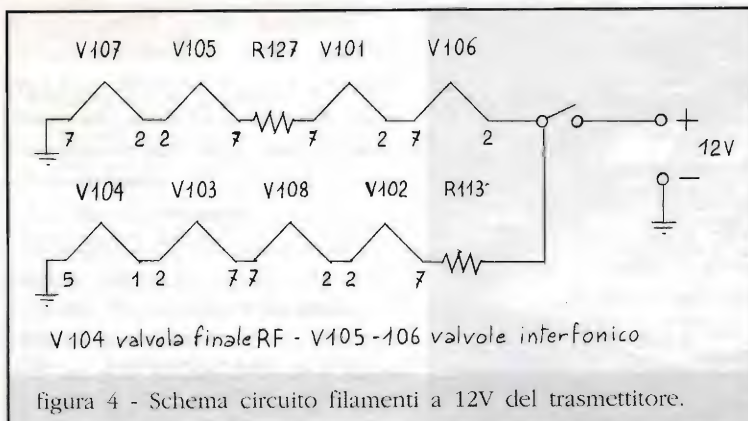 V107 V105 R127 V101 V106
7 2 2 7 7 2 7 2
+
12V
−
V104 V103 V108 V102 R113
5 1 2 7 7 2 2 7
V104 valvola finale RF - V105-106 valvole interfonico
figura 4 - Schema circuito filamenti a 12V del trasmettitore.